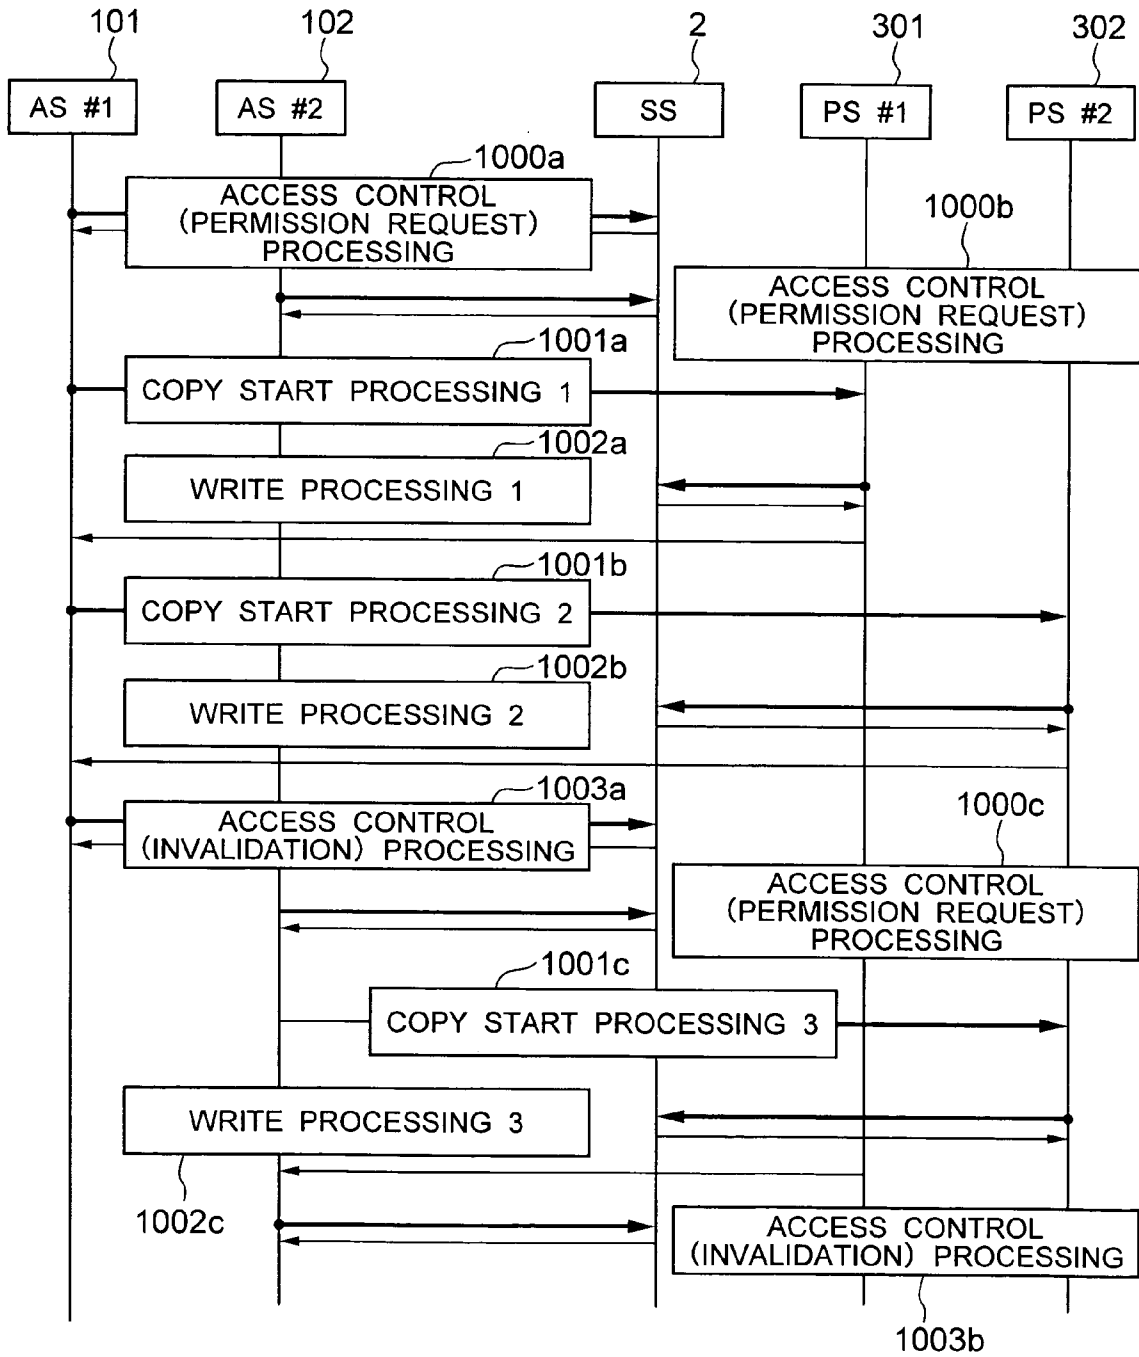 101
102
2
301
302
AS #1
AS #2
SS
PS #1
PS #2
1000a
ACCESS CONTROL
(PERMISSION REQUEST)
PROCESSING
1000b
ACCESS CONTROL
(PERMISSION REQUEST)
PROCESSING
1001a
COPY START PROCESSING 1
1002a
WRITE PROCESSING 1
1001b
COPY START PROCESSING 2
1002b
WRITE PROCESSING 2
1003a
ACCESS CONTROL
(INVALIDATION) PROCESSING
1000c
ACCESS CONTROL
(PERMISSION REQUEST)
PROCESSING
1001c
COPY START PROCESSING 3
WRITE PROCESSING 3
1002c
ACCESS CONTROL
(INVALIDATION) PROCESSING
1003b